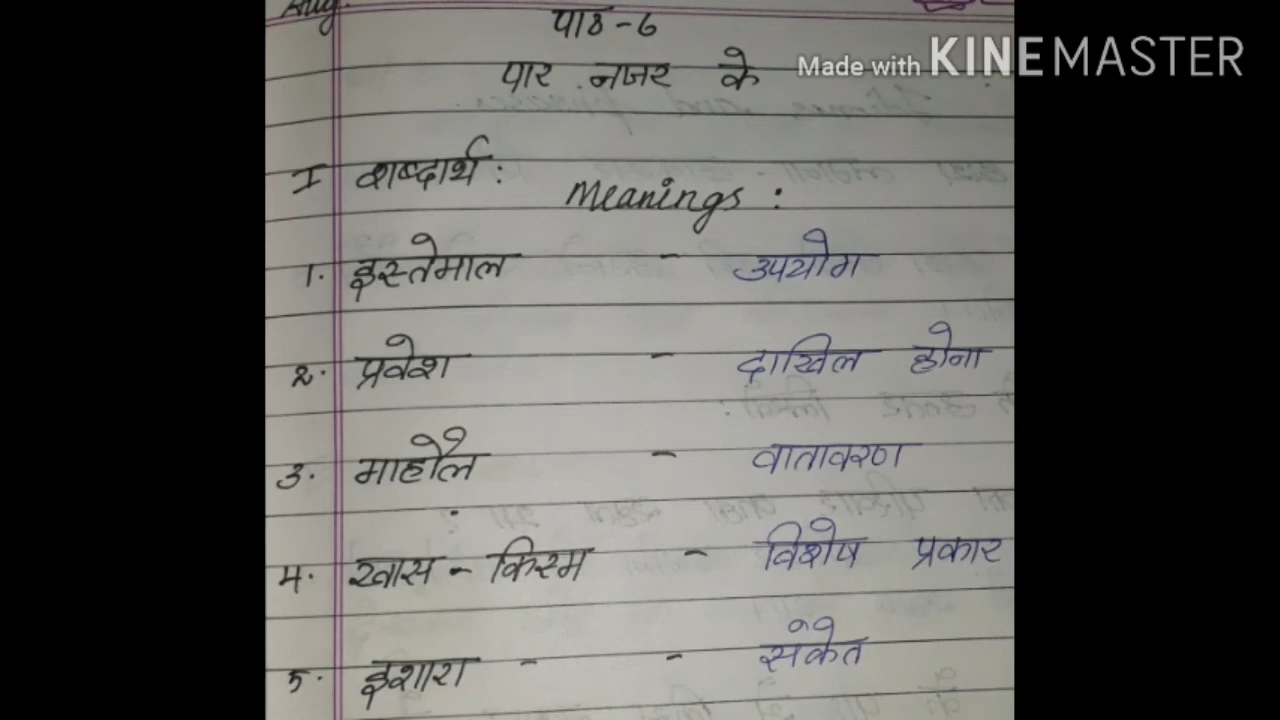 पाठ-6
पार नजर के
Made with KINEMASTER
I शब्दार्थ:
Meanings :
1. इस्तेमाल - उपयोग
2. प्रवेश - दाखिल होना
3. माहौल - वातावरण
4. खास - किस्म - विशेष प्रकार
5. इशारा - - संकेत